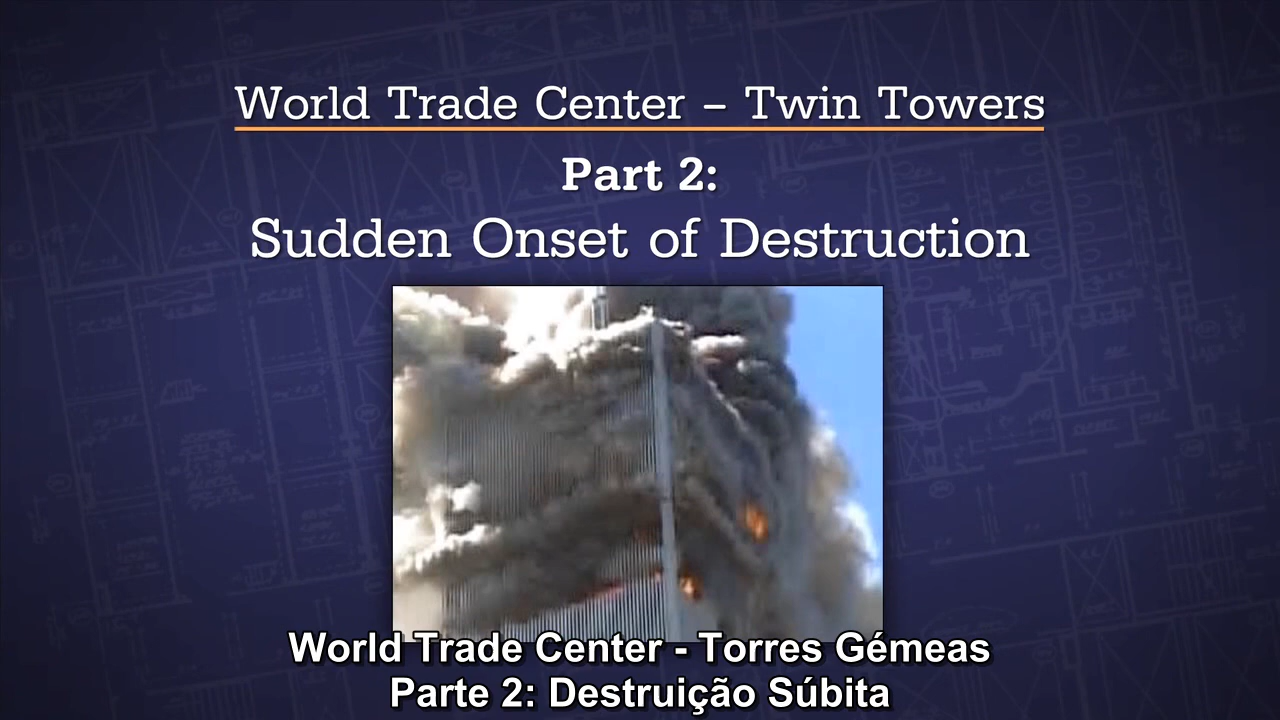 World Trade Center – Twin Towers
Part 2:
Sudden Onset of Destruction
World Trade Center - Torres Gémeas
Parte 2: Destruição Súbita